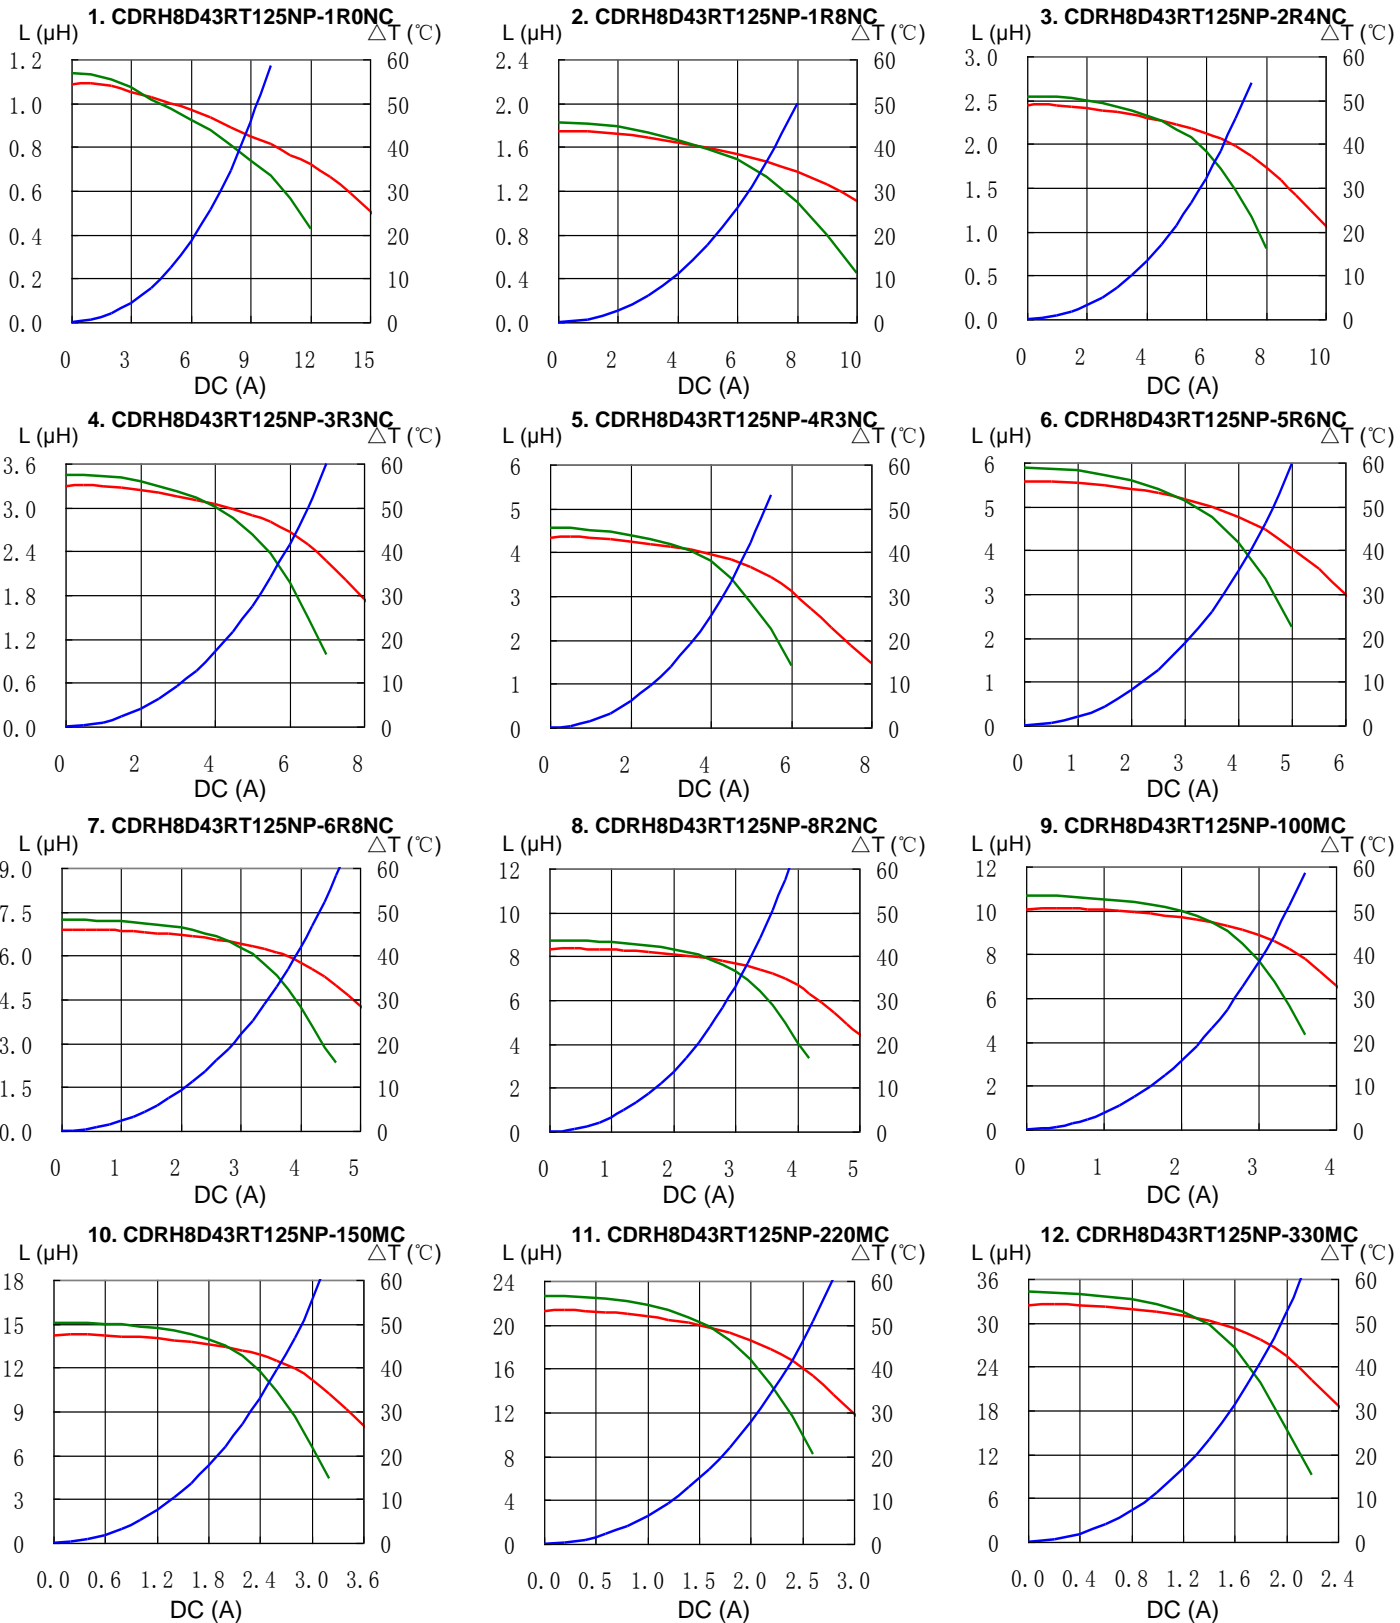 1. CDRH8D43RT125NP-1R0NC
L (μH)
△T (℃)
1.2
1.0
0.8
0.6
0.4
0.2
0.0
60
50
40
30
20
10
0
0 3 6 9 12 15
DC (A)
2. CDRH8D43RT125NP-1R8NC
L (μH)
△T (℃)
2.4
2.0
1.6
1.2
0.8
0.4
0.0
60
50
40
30
20
10
0
0 2 4 6 8 10
DC (A)
3. CDRH8D43RT125NP-2R4NC
L (μH)
△T (℃)
3.0
2.5
2.0
1.5
1.0
0.5
0.0
60
50
40
30
20
10
0
0 2 4 6 8 10
DC (A)
4. CDRH8D43RT125NP-3R3NC
L (μH)
△T (℃)
3.6
3.0
2.4
1.8
1.2
0.6
0.0
60
50
40
30
20
10
0
0 2 4 6 8
DC (A)
5. CDRH8D43RT125NP-4R3NC
L (μH)
△T (℃)
6
5
4
3
2
1
0
60
50
40
30
20
10
0
0 2 4 6 8
DC (A)
6. CDRH8D43RT125NP-5R6NC
L (μH)
△T (℃)
6
5
4
3
2
1
0
60
50
40
30
20
10
0
0 1 2 3 4 5 6
DC (A)
7. CDRH8D43RT125NP-6R8NC
L (μH)
△T (℃)
9.0
7.5
6.0
4.5
3.0
1.5
0.0
60
50
40
30
20
10
0
0 1 2 3 4 5
DC (A)
8. CDRH8D43RT125NP-8R2NC
L (μH)
△T (℃)
12
10
8
6
4
2
0
60
50
40
30
20
10
0
0 1 2 3 4 5
DC (A)
9. CDRH8D43RT125NP-100MC
L (μH)
△T (℃)
12
10
8
6
4
2
0
60
50
40
30
20
10
0
0 1 2 3 4
DC (A)
10. CDRH8D43RT125NP-150MC
L (μH)
△T (℃)
18
15
12
9
6
3
0
60
50
40
30
20
10
0
0.0 0.6 1.2 1.8 2.4 3.0 3.6
DC (A)
11. CDRH8D43RT125NP-220MC
L (μH)
△T (℃)
24
20
16
12
8
4
0
60
50
40
30
20
10
0
0.0 0.5 1.0 1.5 2.0 2.5 3.0
DC (A)
12. CDRH8D43RT125NP-330MC
L (μH)
△T (℃)
36
30
24
18
12
6
0
60
50
40
30
20
10
0
0.0 0.4 0.8 1.2 1.6 2.0 2.4
DC (A)